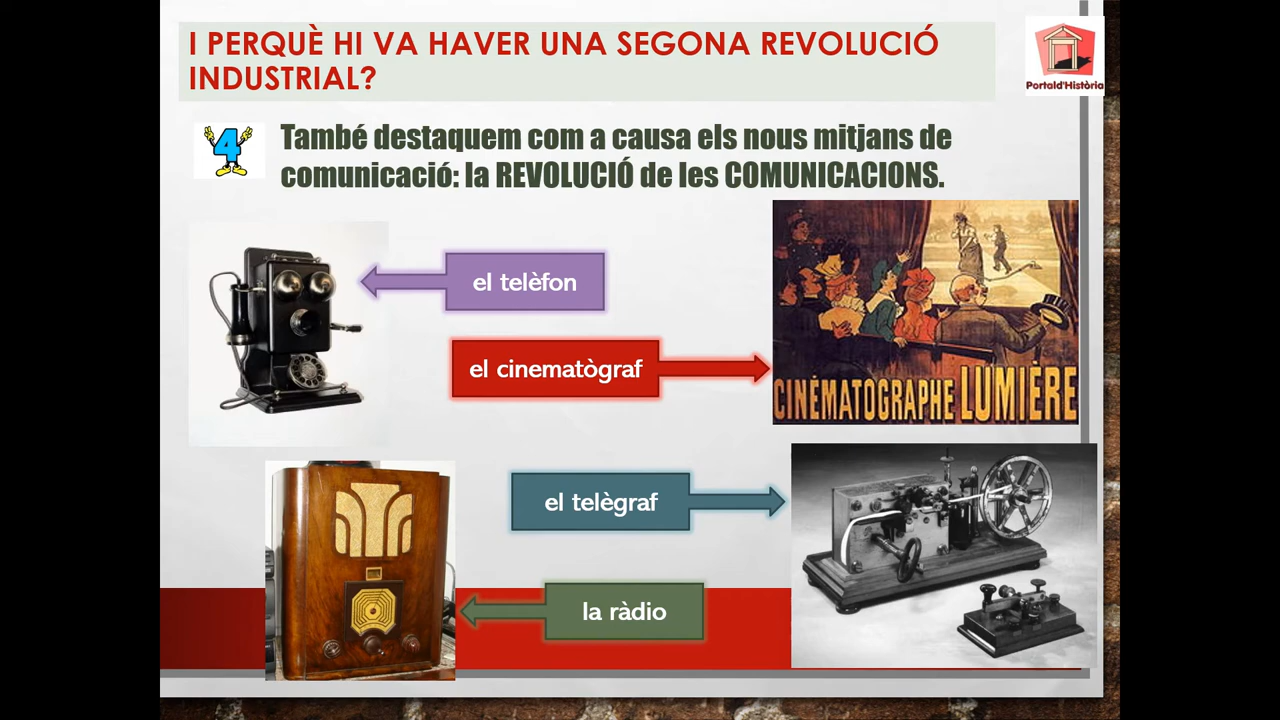 I PERQUÈ HI VA HAVER UNA SEGONA REVOLUCIÓ
INDUSTRIAL?
Portald'Història
4
També destaquem com a causa els nous mitjans de
comunicació: la REVOLUCIÓ de les COMUNICACIONS.
el telèfon
el cinematògraf
CINÉMATOGRAPHE LUMIÈRE
el telègraf
la ràdio